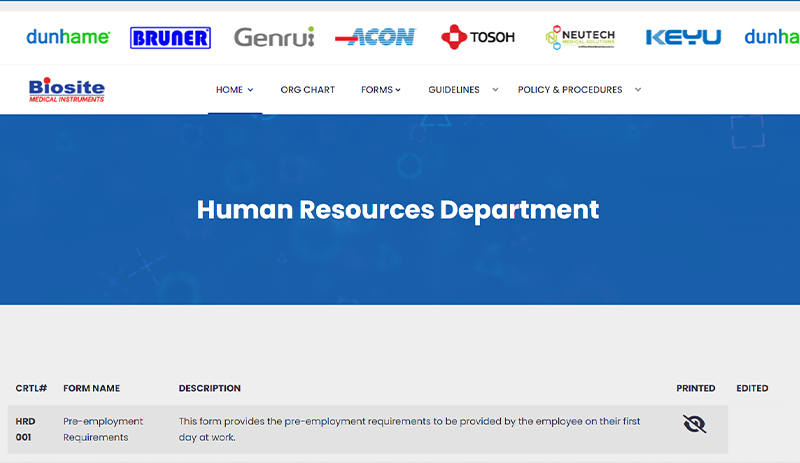 dunhame
BRUNER
Genrui
ACON
TOSOH
NEUTECH
MEDICAL SOLUTIONS
KEYU
dunha
Biosite
MEDICAL INSTRUMENTS
HOME
ORG CHART
FORMS
GUIDELINES
POLICY & PROCEDURES
Human Resources Department
CRTL# FORM NAME DESCRIPTION PRINTED EDITED
HRD
001
Pre-employment
Requirements
This form provides the pre-employment requirements to be provided by the employee on their first
day at work.